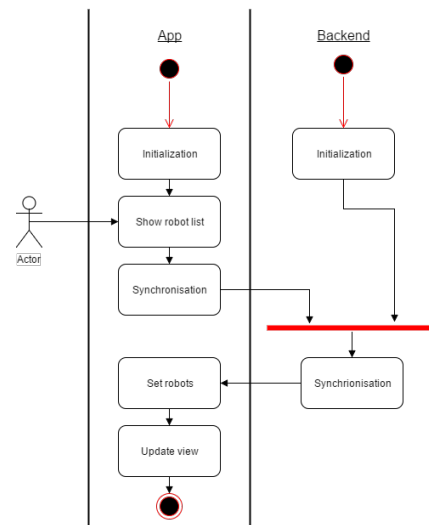 App
Backend
Initialization
Initialization
Show robot list
Actor
Synchronisation
Set robots
Synchrionisation
Update view